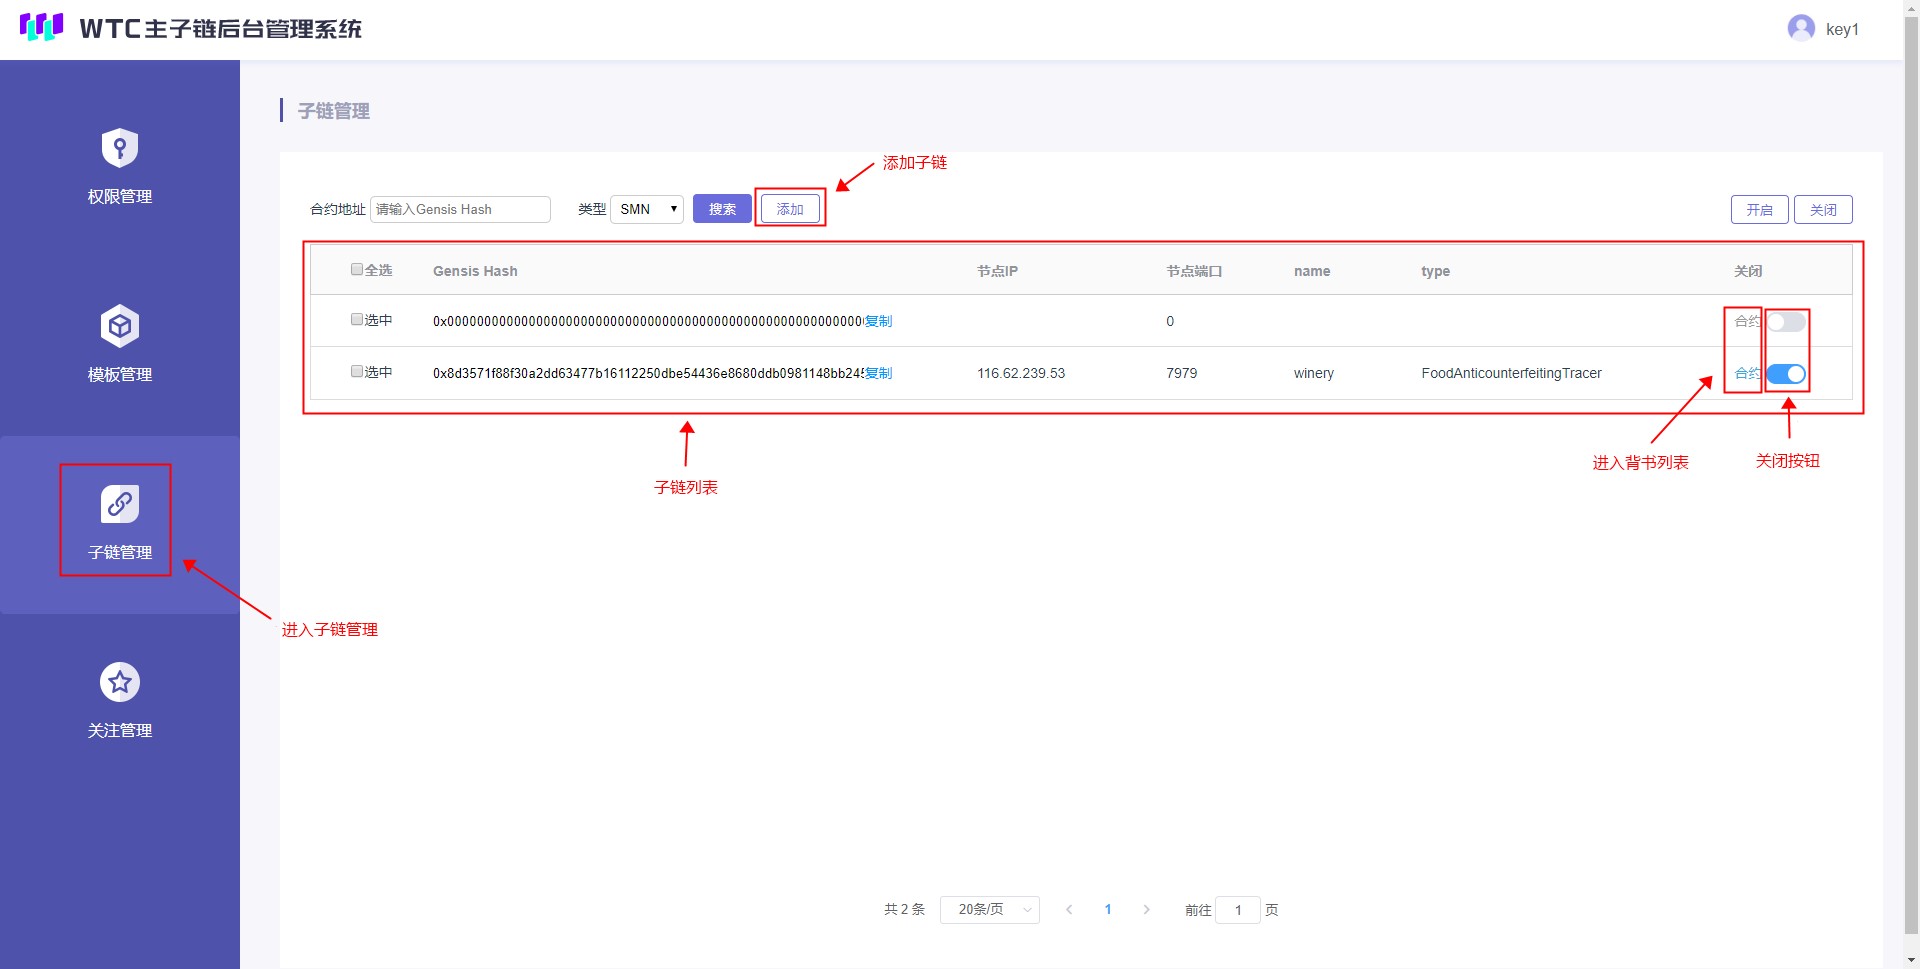 WTC主子链后台管理系统
key1
权限管理
模板管理
子链管理
关注管理
进入子链管理
子链管理
添加子链
合约地址 请输入Gensis Hash 类型 SMN 搜索 添加 开启 关闭
全选 Gensis Hash 节点IP 节点端口 name type 关闭
选中 复制 0 合约
选中 0x8d3571f88f30a2dd63477b16112250dbe54436e8680ddb0981148bb245 复制 116.62.239.53 7979 winery FoodAnticounterfeitingTracer 合约
子链列表
进入背书列表
关闭按钮
共 2 条 20条/页 1 前往 1 页